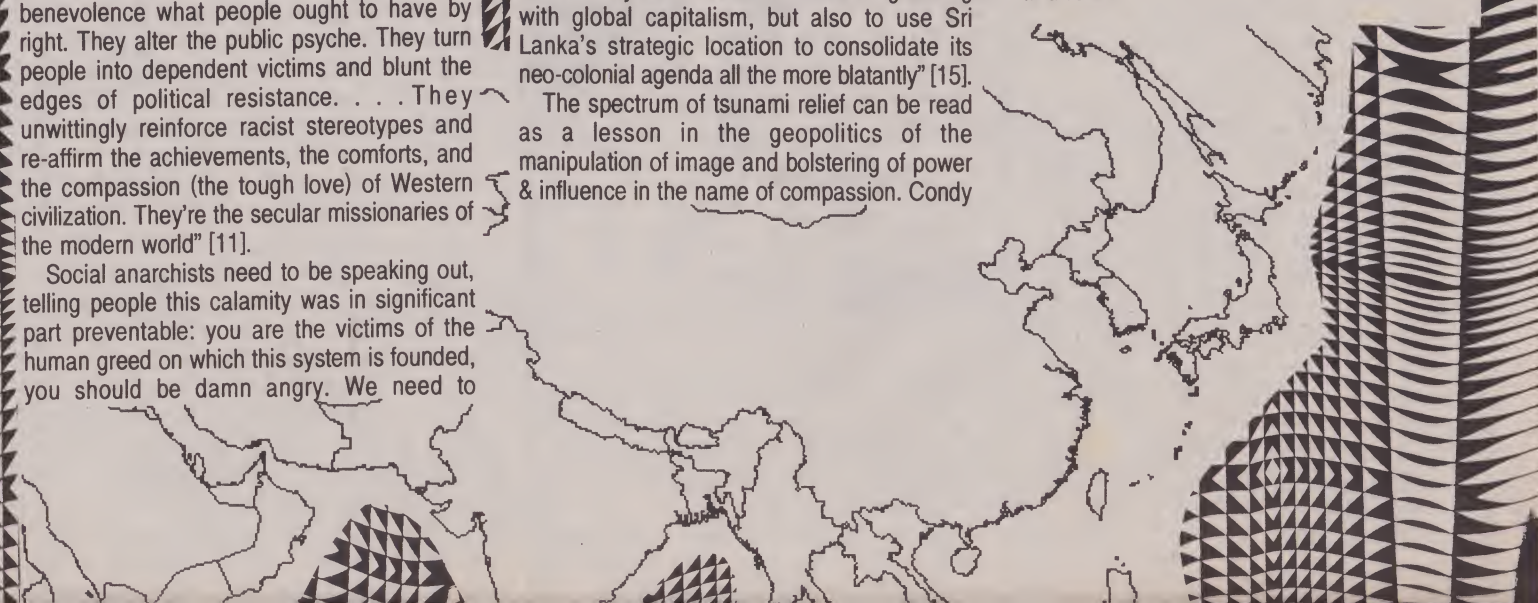 benevolence what people ought to have by
right. They alter the public psyche. They turn
people into dependent victims and blunt the
edges of political resistance. . . . They
unwittingly reinforce racist stereotypes and
re-affirm the achievements, the comforts, and
the compassion (the tough love) of Western
civilization. They're the secular missionaries of
the modern world" [11].
Social anarchists need to be speaking out,
telling people this calamity was in significant
part preventable: you are the victims of the
human greed on which this system is founded,
you should be damn angry. We need to
with global capitalism, but also to use Sri
Lanka's strategic location to consolidate its
neo-colonial agenda all the more blatantly" [15].
The spectrum of tsunami relief can be read
as a lesson in the geopolitics of the
manipulation of image and bolstering of power
& influence in the name of compassion. Condy